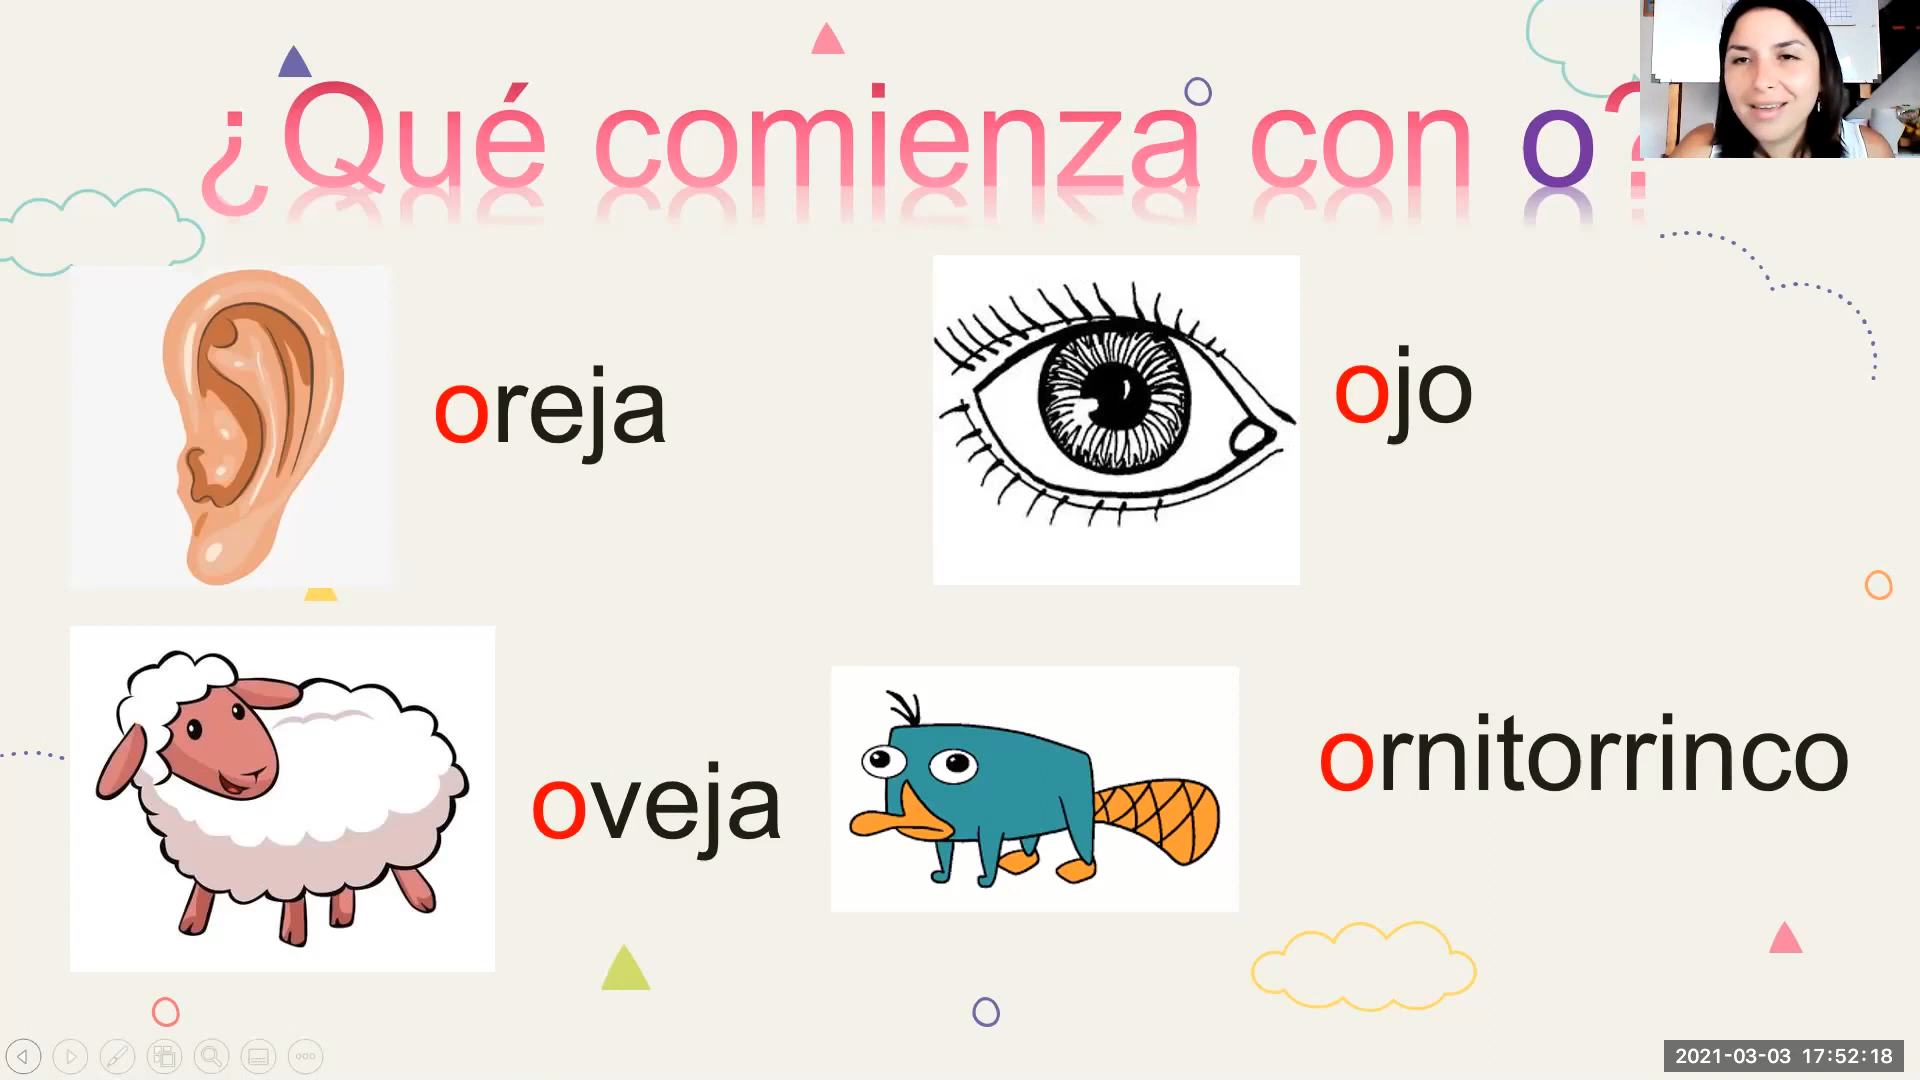 ¿Qué comienza con o?
oreja
ojo
oveja
ornitorrinco
2021-03-03 17:52:18